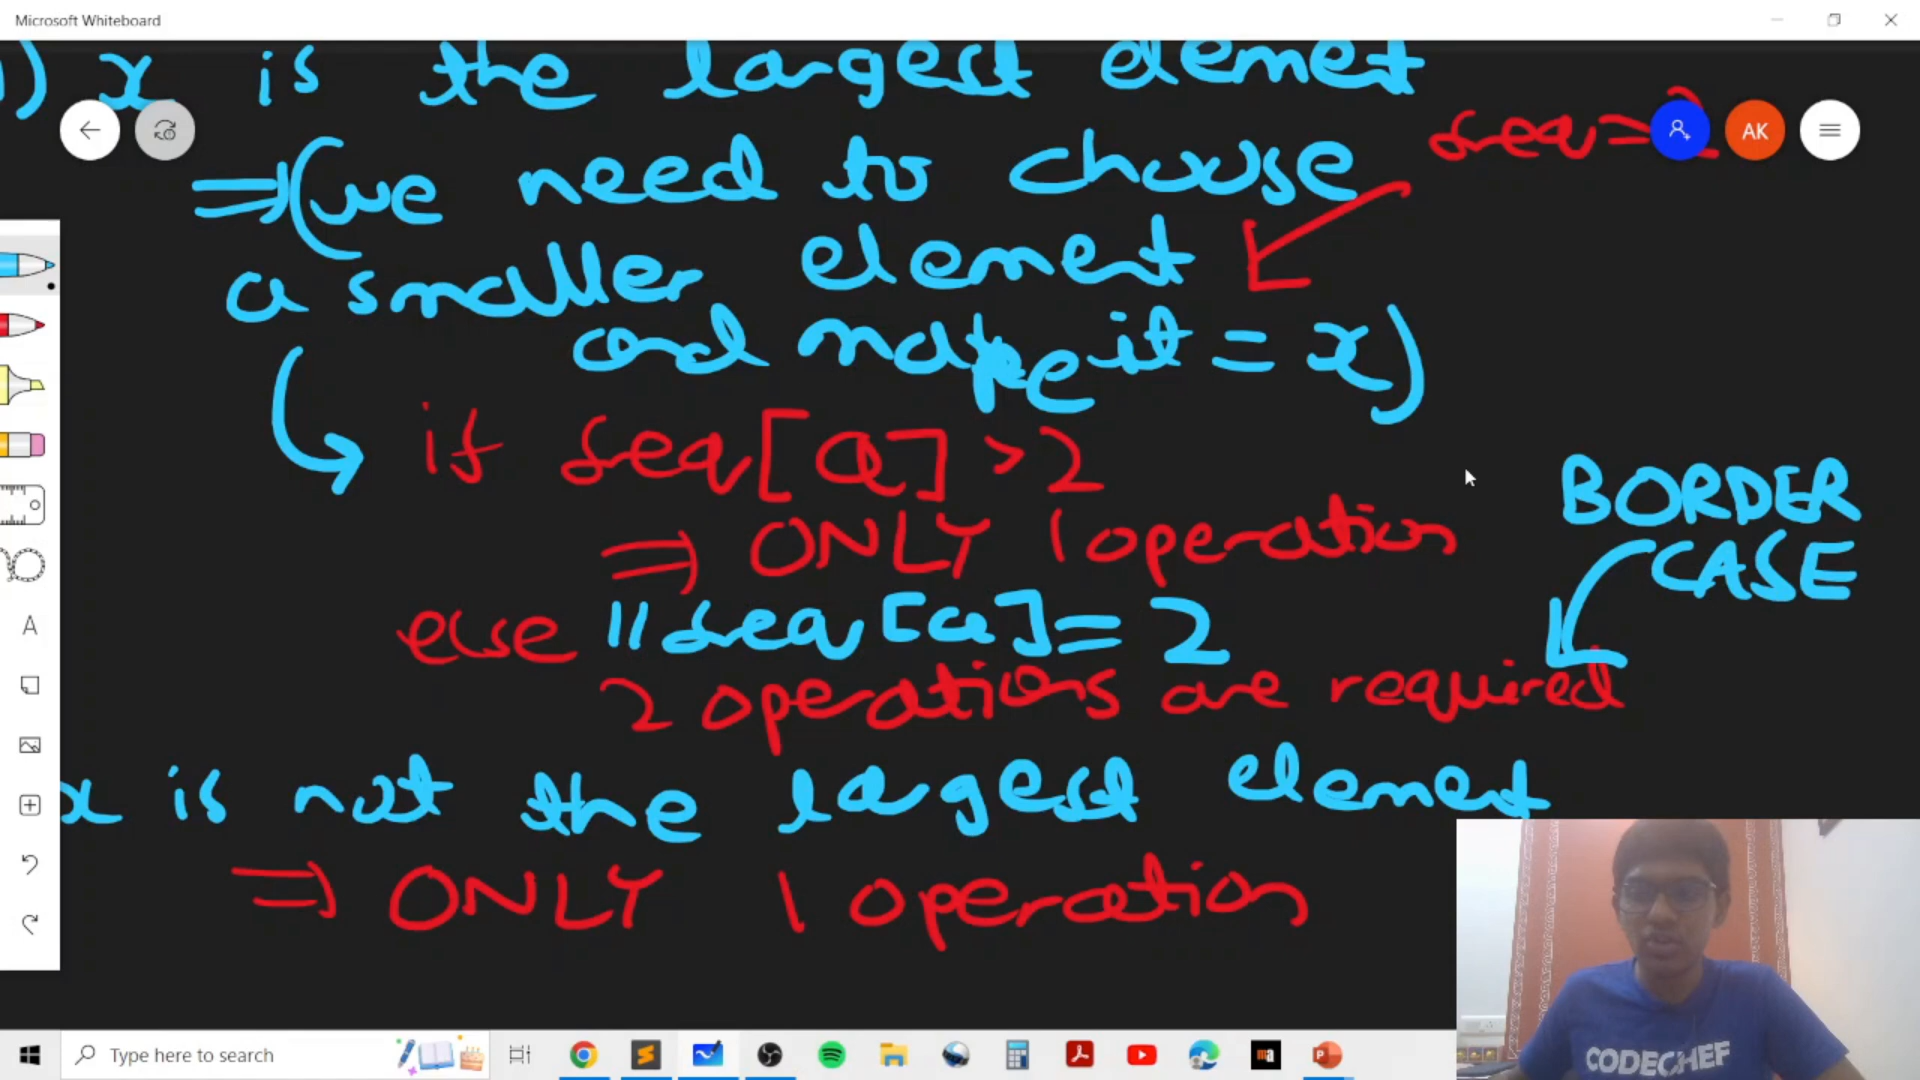 Microsoft Whiteboard
1) x is the largest element
freq = 2
AK
=> (we need to choose
a smaller element
and make it = x)
if freq[a] > 2
=> ONLY 1 operation
BORDER
CASE
else // freq[a] = 2
2 operations are required
x is not the largest element
=> ONLY 1 operation
CODECHEF
Type here to search